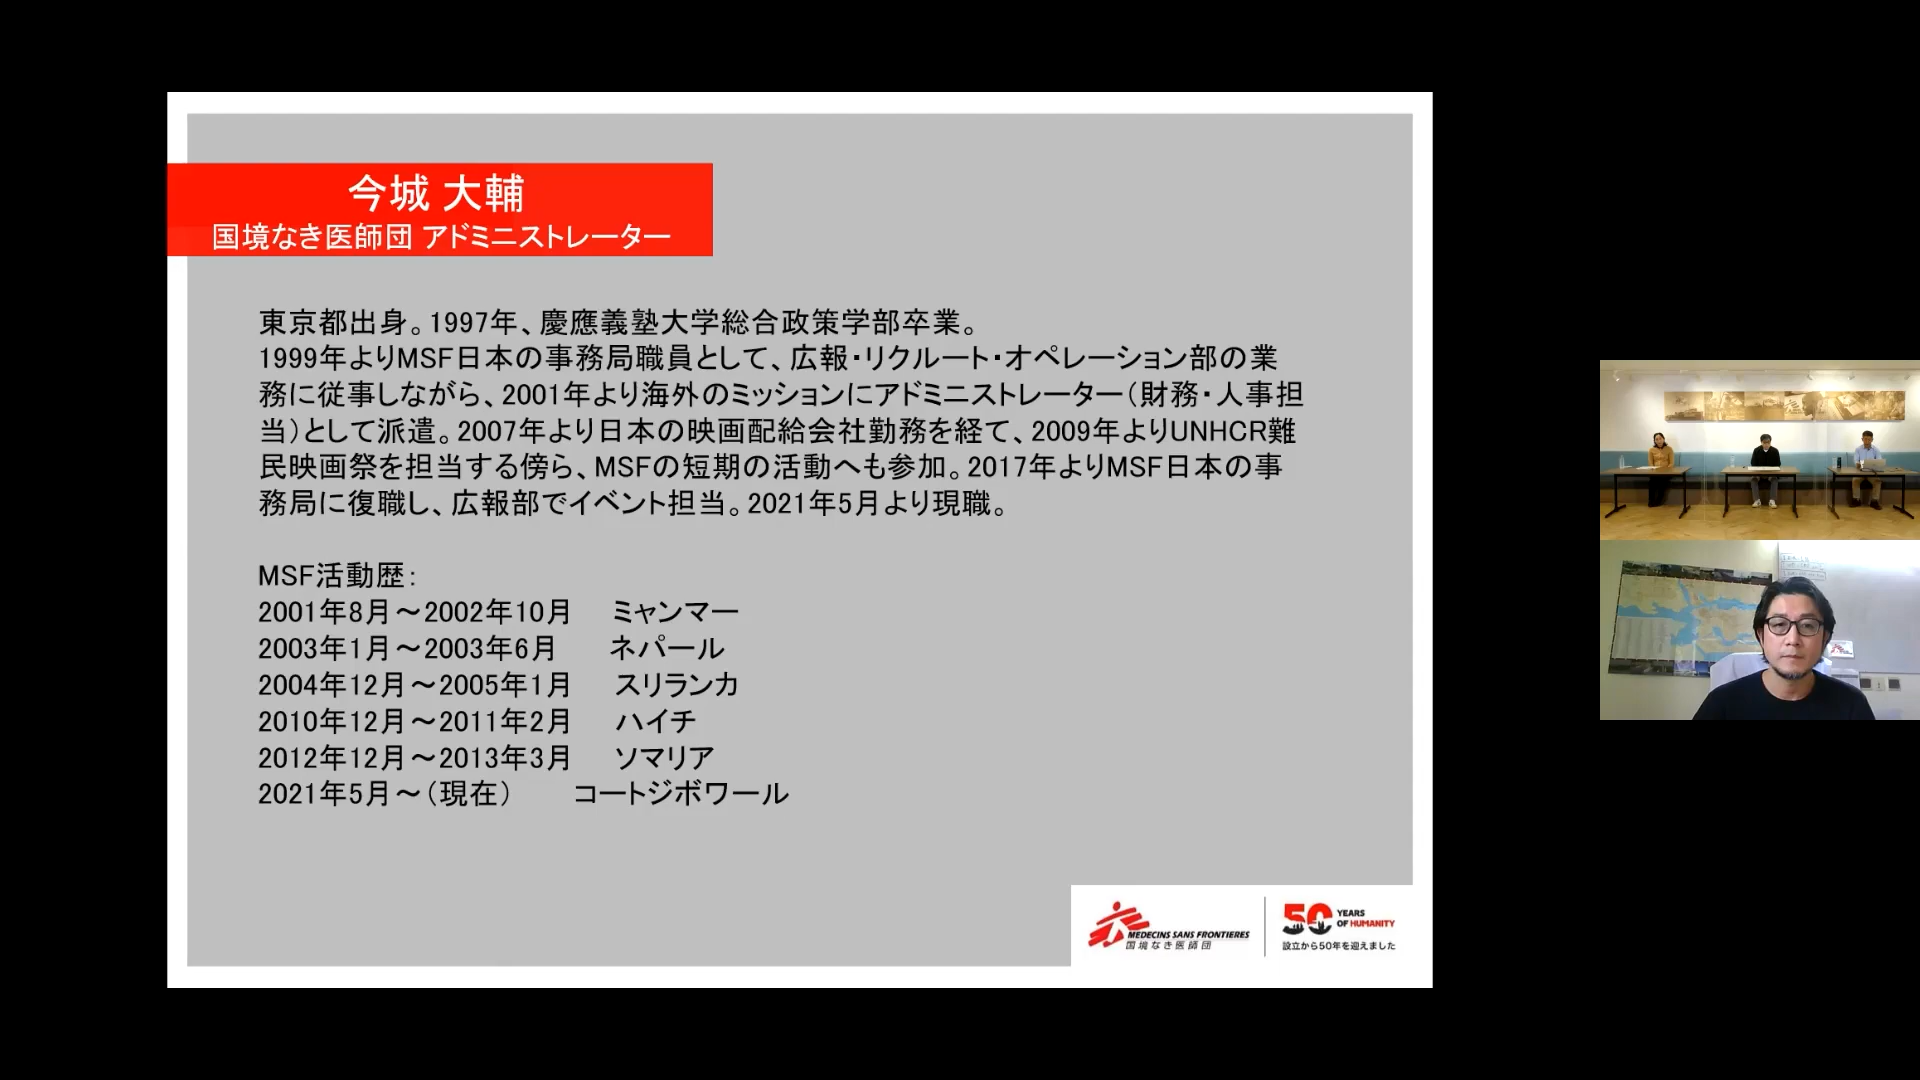 今城 大輔
国境なき医師団 アドミニストレーター
東京都出身。1997年、慶應義塾大学総合政策学部卒業。
1999年よりMSF日本の事務局職員として、広報・リクルート・オペレーション部の業
務に従事しながら、2001年より海外のミッションにアドミニストレーター（財務・人事担
当）として派遣。2007年より日本の映画配給会社勤務を経て、2009年よりUNHCR難
民映画祭を担当する傍ら、MSFの短期の活動へも参加。2017年よりMSF日本の事
務局に復職し、広報部でイベント担当。2021年5月より現職。
MSF活動歴：
2001年8月～2002年10月 ミャンマー
2003年1月～2003年6月 ネパール
2004年12月～2005年1月 スリランカ
2010年12月～2011年2月 ハイチ
2012年12月～2013年3月 ソマリア
2021年5月～（現在） コートジボワール
MEDECINS SANS FRONTIERES
国境なき医師団
50 YEARS
OF HUMANITY
設立から50年を迎えました